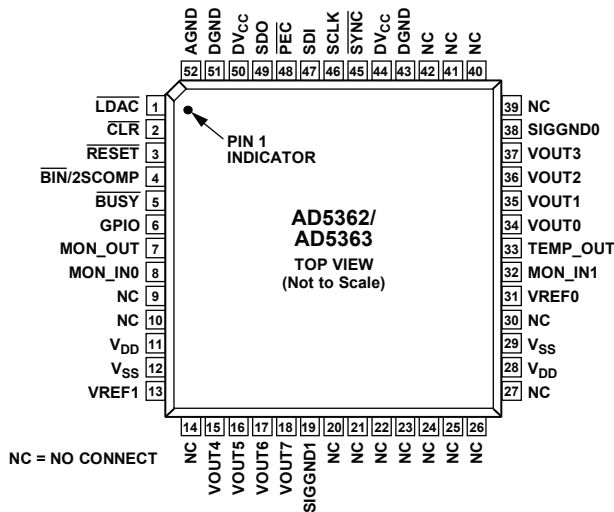 AGND DGND DVCC SDO PEC SDI SCLK SYNC DVCC DGND NC NC NC
52 51 50 49 48 47 46 45 44 43 42 41 40
LDAC 1
CLR 2
RESET 3
BIN/2SCOMP 4
BUSY 5
GPIO 6
MON_OUT 7
MON_IN0 8
NC 9
NC 10
VDD 11
VSS 12
VREF1 13
PIN 1
INDICATOR
AD5362/
AD5363
TOP VIEW
(Not to Scale)
39 NC
38 SIGGND0
37 VOUT3
36 VOUT2
35 VOUT1
34 VOUT0
33 TEMP_OUT
32 MON_IN1
31 VREF0
30 NC
29 VSS
28 VDD
27 NC
14 15 16 17 18 19 20 21 22 23 24 25 26
NC VOUT4 VOUT5 VOUT6 VOUT7 SIGGND1 NC NC NC NC NC NC NC
NC = NO CONNECT